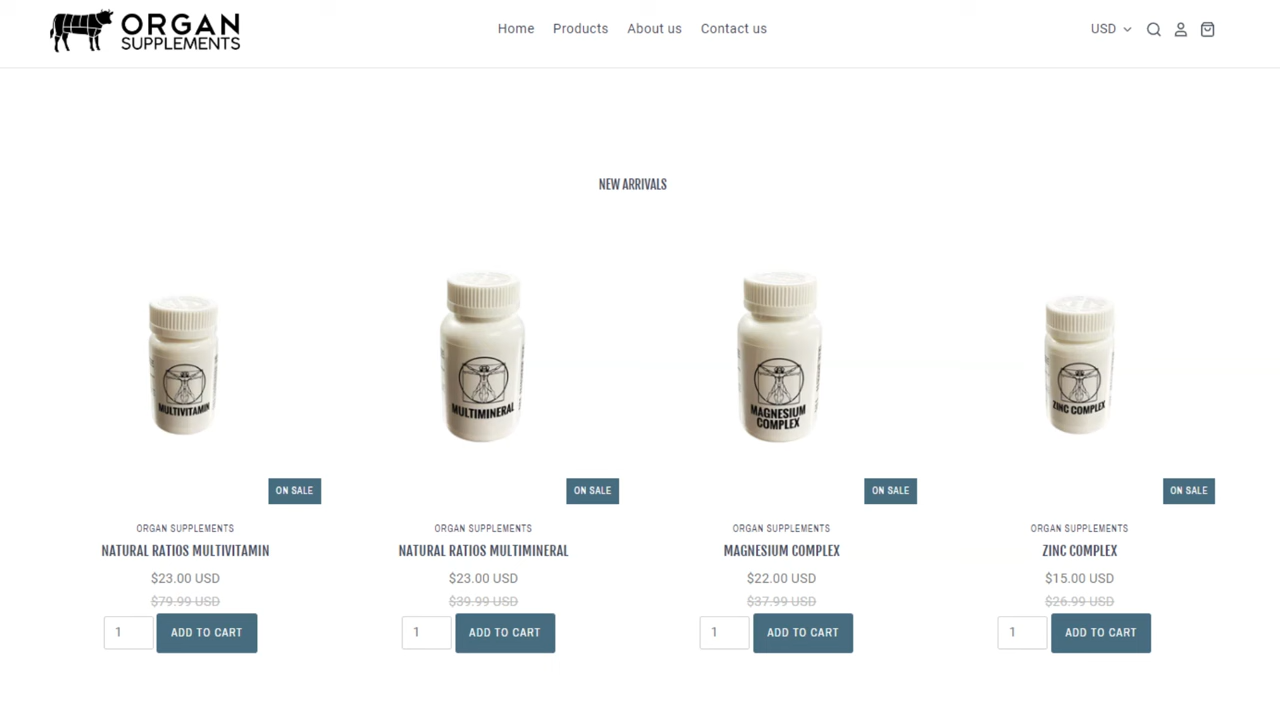 ORGAN
SUPPLEMENTS
Home Products About us Contact us
USD
NEW ARRIVALS
MULTIVITAMIN
MULTIMINERAL
MAGNESIUM
COMPLEX
ZINC COMPLEX
ON SALE ON SALE ON SALE ON SALE
ORGAN SUPPLEMENTS ORGAN SUPPLEMENTS ORGAN SUPPLEMENTS ORGAN SUPPLEMENTS
NATURAL RATIOS MULTIVITAMIN NATURAL RATIOS MULTIMINERAL MAGNESIUM COMPLEX ZINC COMPLEX
$23.00 USD $23.00 USD $22.00 USD $15.00 USD
$79.99 USD $39.99 USD $37.99 USD $26.99 USD
1 ADD TO CART 1 ADD TO CART 1 ADD TO CART 1 ADD TO CART